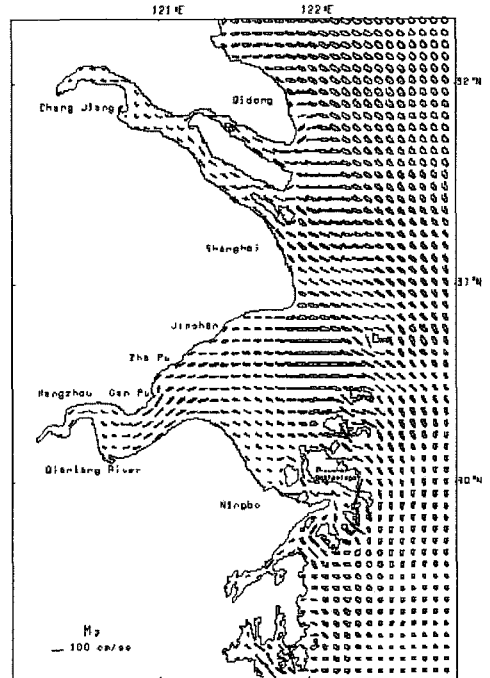 121°E 122°E
32°N
Chang Jiang
Qidong
Shanghai
31°N
Jinshan
Zha Pu
Hangzhou Gan Pu
Qiantang River
30°N
Ningbo
M2
100 cm/se